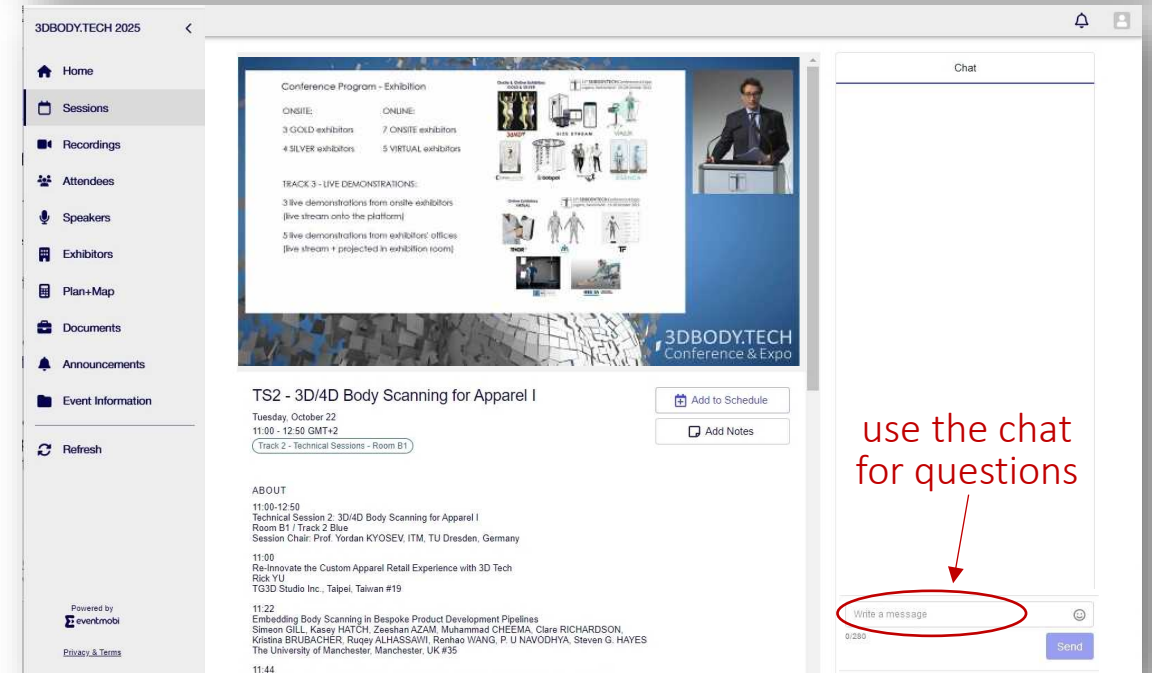 3DBODY.TECH 2025
Home
Sessions
Recordings
Attendees
Speakers
Exhibitors
Plan+Map
Documents
Announcements
Event Information
Refresh
Powered by
eventmobi
Privacy & Terms
Conference Program - Exhibition
ONSITE:
ONLINE:
3 GOLD exhibitors
7 ONSITE exhibitors
4 SILVER exhibitors
5 VIRTUAL exhibitors
TRACK 3 - LIVE DEMONSTRATIONS:
3 live demonstrations from onsite exhibitors
(live stream onto the platform)
5 live demonstrations from exhibitors' offices
(live stream + projected in exhibition room)
SIZE STREAM
3DBODY.TECH
Conference & Expo
TS2 - 3D/4D Body Scanning for Apparel I
Tuesday, October 22
11:00 - 12:50 GMT+2
Track 2 - Technical Sessions - Room B1
Add to Schedule
Add Notes
ABOUT
11:00-12:50
Technical Session 2: 3D/4D Body Scanning for Apparel I
Room B1 / Track 2 Blue
Session Chair: Prof. Yordan KYOSEV, ITM, TU Dresden, Germany
11:00
Re-Innovate the Custom Apparel Retail Experience with 3D Tech
Rick YU
TG3D Studio Inc., Taipei, Taiwan #19
11:22
Embedding Body Scanning in Bespoke Product Development Pipelines
Simeon GILL, Kasey HATCH, Zeeshan AZAM, Muhammad CHEEMA, Clare RICHARDSON,
Kristina BRUBACHER, Ruqey ALHASSAWI, Renhao WANG, P. U NAVODHYA, Steven G. HAYES
The University of Manchester, Manchester, UK #35
11:44
Chat
use the chat
for questions
Write a message
0/280
Send